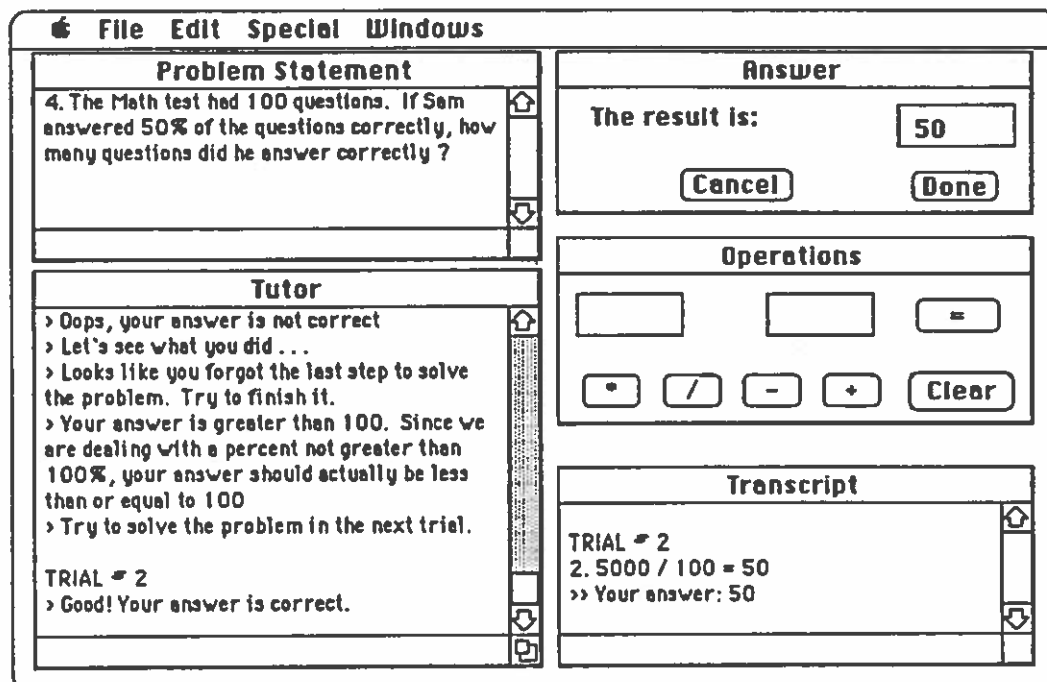 File Edit Special Windows
Problem Statement
4. The Math test had 100 questions. If Sam
answered 50% of the questions correctly, how
many questions did he answer correctly ?
Tutor
> Oops, your answer is not correct
> Let's see what you did ...
> Looks like you forgot the last step to solve
the problem. Try to finish it.
> Your answer is greater than 100. Since we
are dealing with a percent not greater than
100%, your answer should actually be less
than or equal to 100
> Try to solve the problem in the next trial.
TRIAL # 2
> Good! Your answer is correct.
Answer
The result is: 50
Cancel Done
Operations
=
* / - + Clear
Transcript
TRIAL # 2
2. 5000 / 100 = 50
>> Your answer: 50